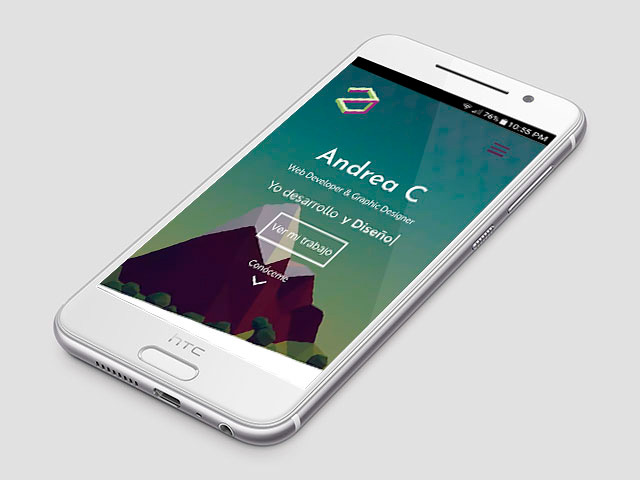 76% 10:55 PM
Andrea C
Web Developer & Graphic Designer
Yo desarrollo y Diseño|
Ver mi trabajo
Conóceme
hTC